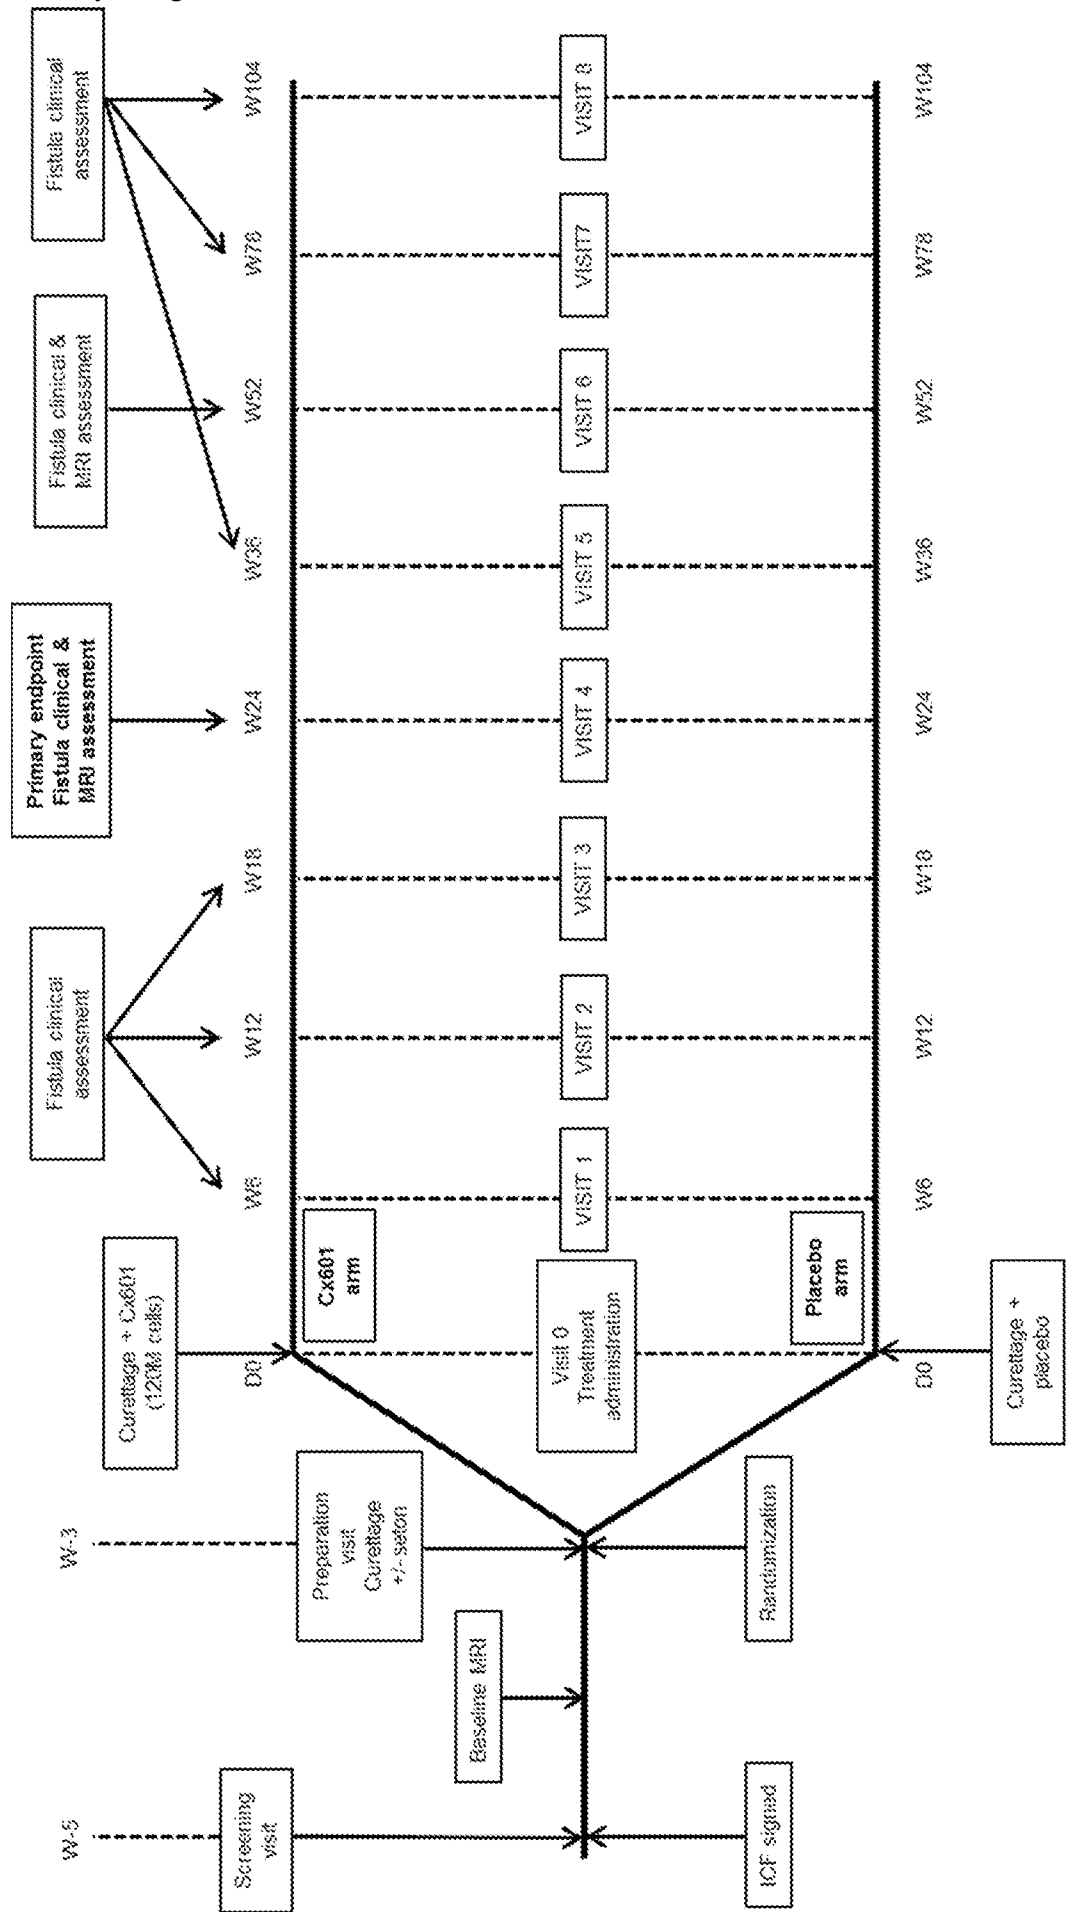 W-5
W-3
Screening
visit
Preparation
visit
Curettage
+/- seton
Baseline MRI
ICF signed
Randomization
Curettage + Cx601
(120M cells)
D0
Cx601
arm
Visit 0
Treatment
administration
Placebo
arm
D0
Curettage +
placebo
Fistula clinical
assessment
Primary endpoint
Fistula clinical &
MRI assessment
Fistula clinical &
MRI assessment
Fistula clinical
assessment
W6
W12
W18
W24
W36
W52
W78
W104
VISIT 1
VISIT 2
VISIT 3
VISIT 4
VISIT 5
VISIT 6
VISIT7
VISIT 8
W6
W12
W18
W24
W36
W52
W78
W104